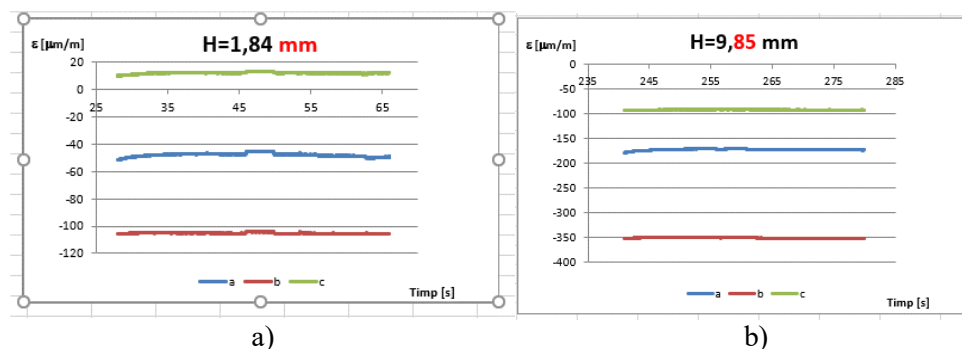 H=1,84 mm
ε [µm/m]
20
0
-20
-40
-60
-80
-100
-120
25 35 45 55 65
a b c
Timp [s]
a)
H=9,85 mm
ε [µm/m]
0
-50
-100
-150
-200
-250
-300
-350
-400
235 245 255 265 275 285
a b c
Timp [s]
b)